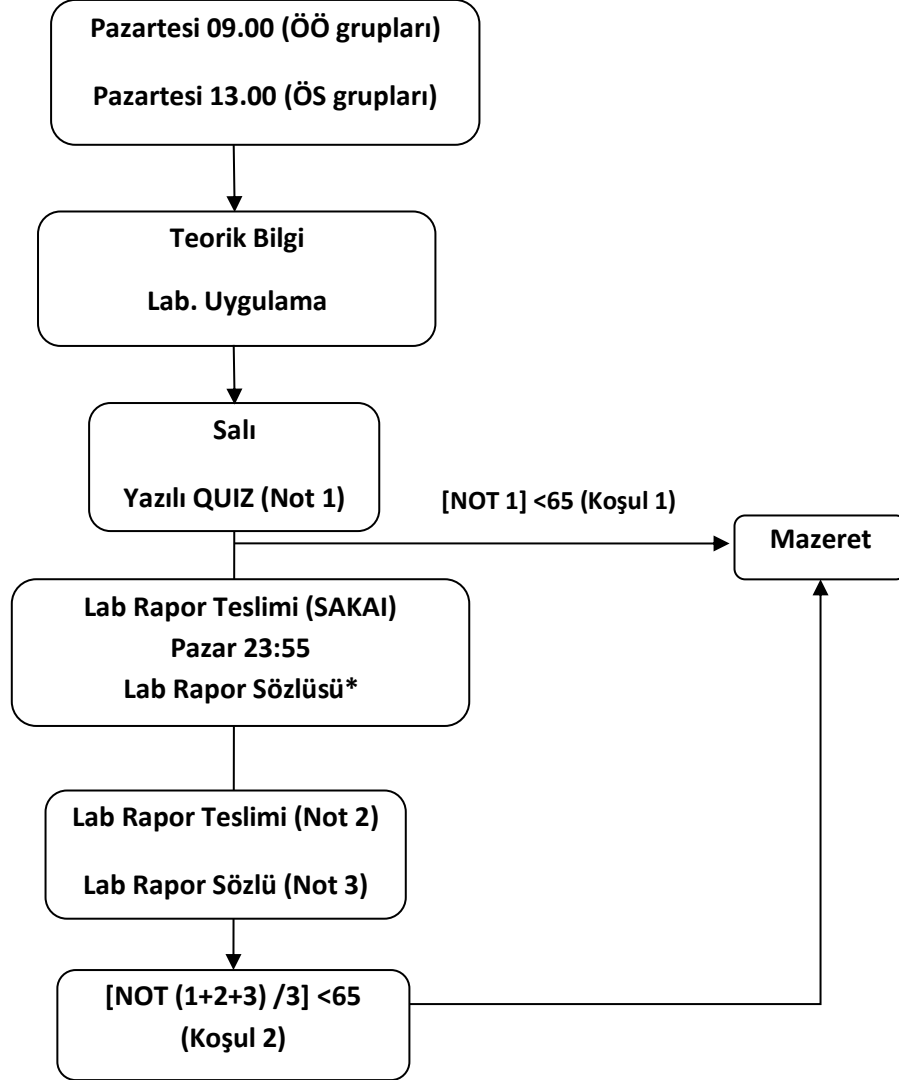 Pazartesi 09.00 (ÖÖ grupları)
Pazartesi 13.00 (ÖS grupları)
Teorik Bilgi
Lab. Uygulama
Salı
Yazılı QUIZ (Not 1)
[NOT 1] <65 (Koşul 1)
Mazeret
Lab Rapor Teslimi (SAKAI)
Pazar 23:55
Lab Rapor Sözlüsü*
Lab Rapor Teslimi (Not 2)
Lab Rapor Sözlü (Not 3)
[NOT (1+2+3) /3] <65
(Koşul 2)